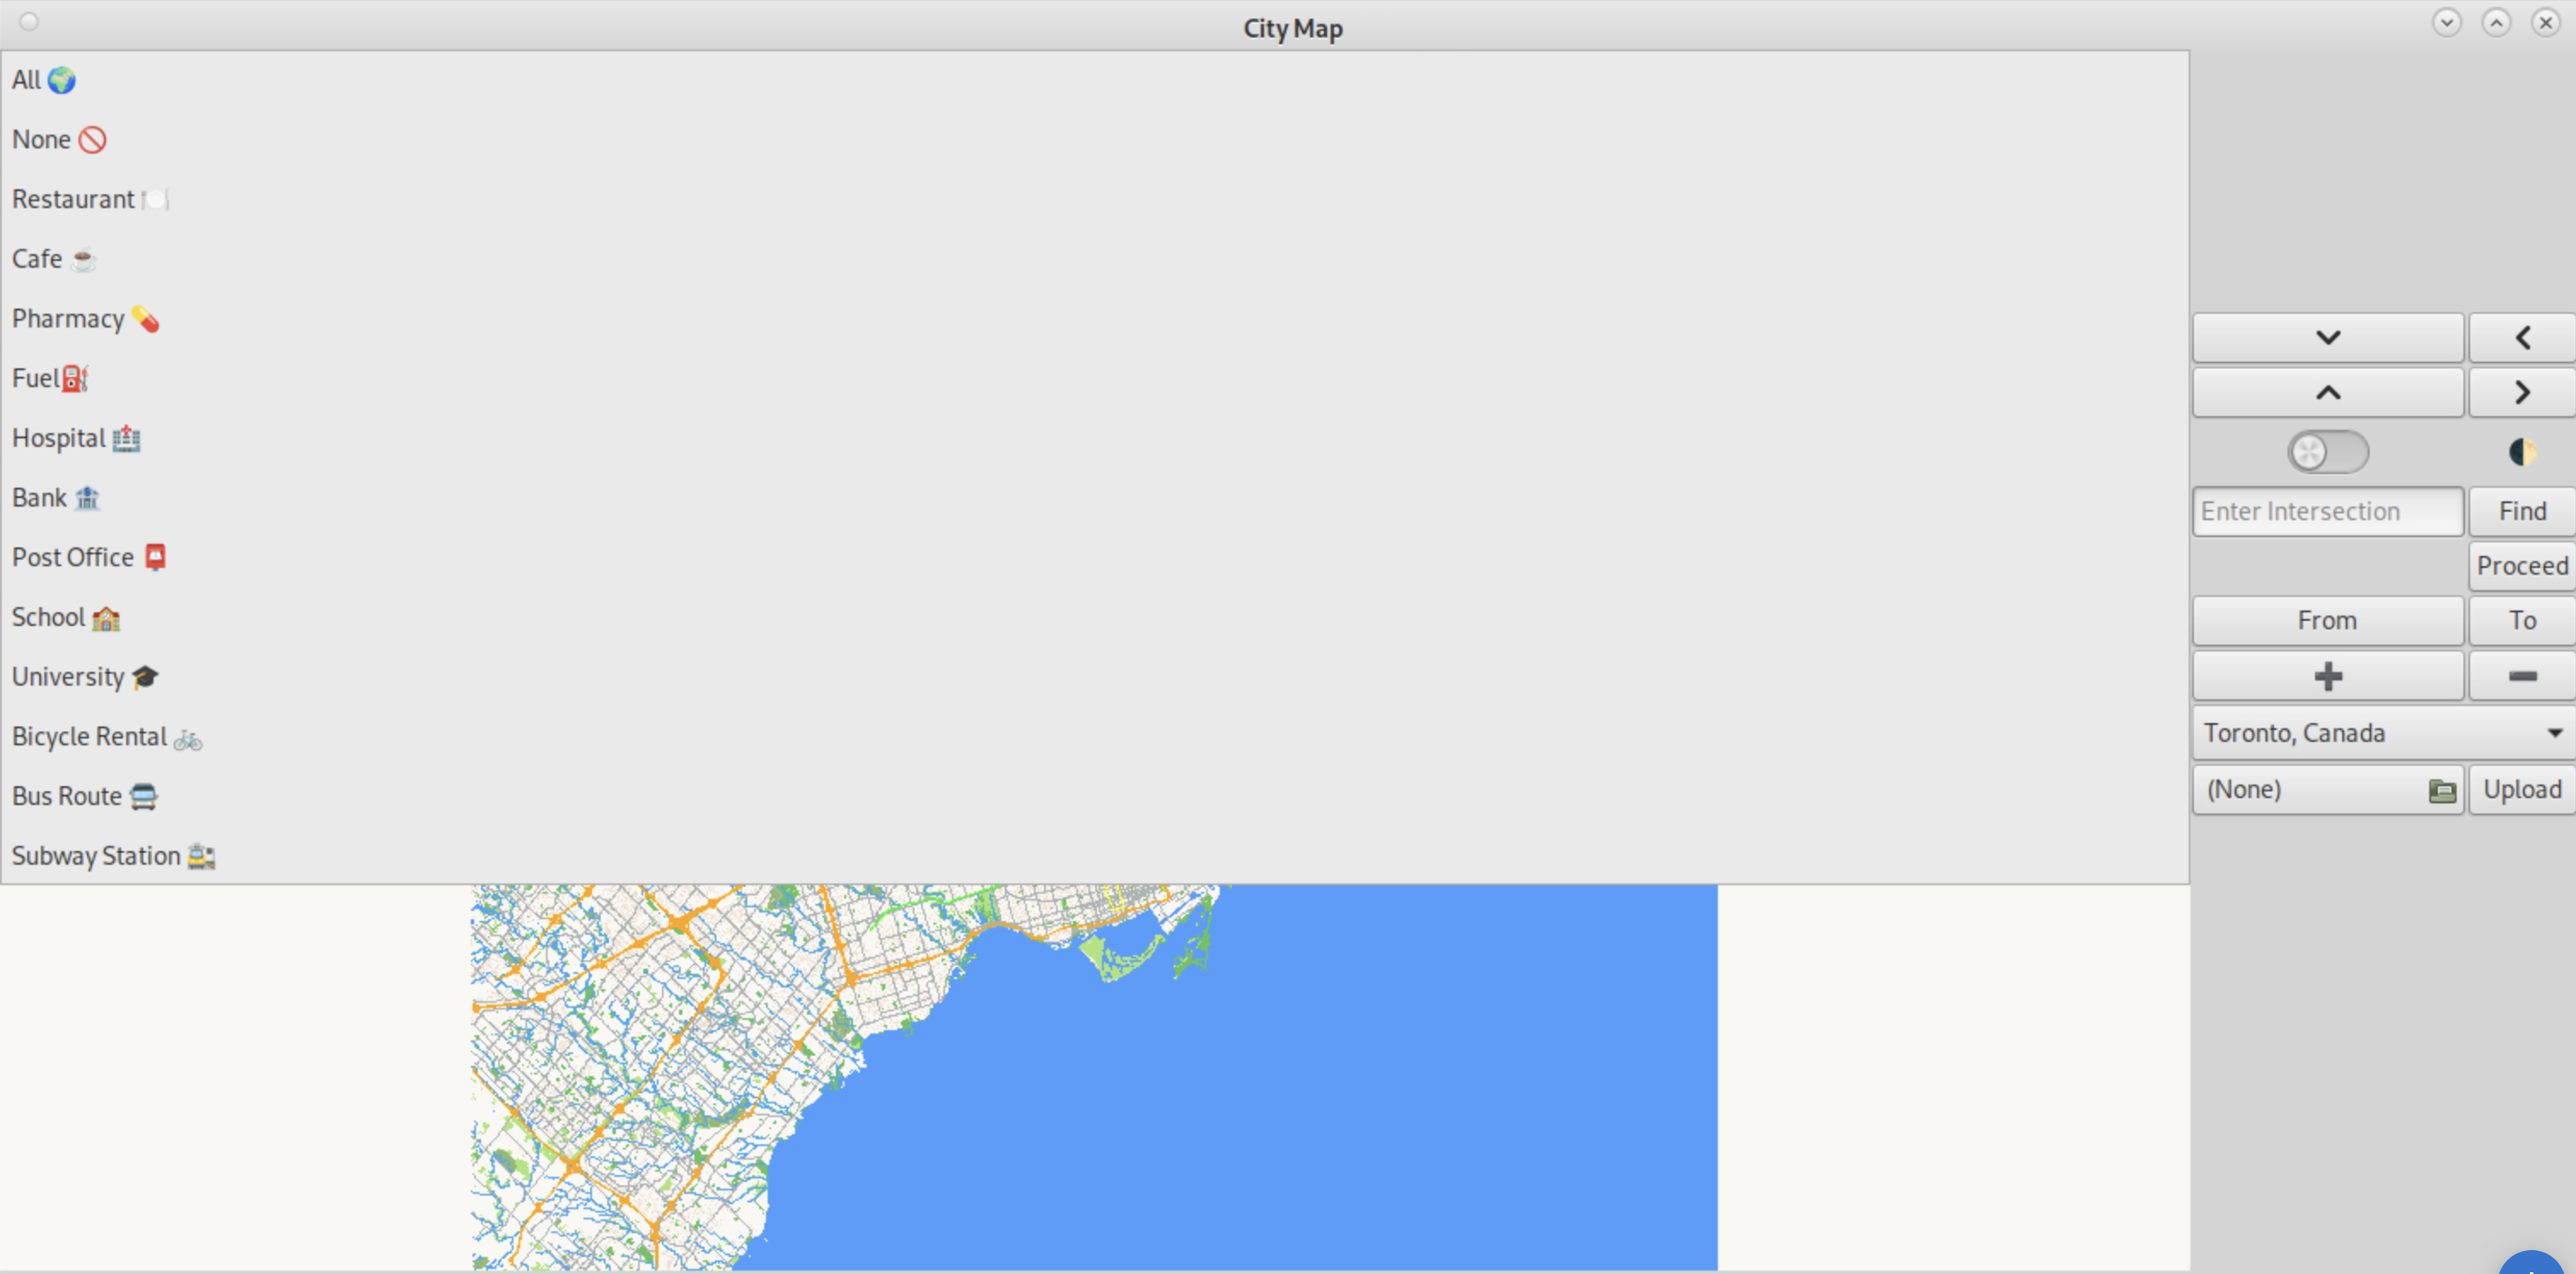 City Map
All
None
Restaurant
Cafe
Pharmacy
Fuel
Hospital
Bank
Post Office
School
University
Bicycle Rental
Bus Route
Subway Station
Enter Intersection
Find
Proceed
From
To
Toronto, Canada
(None)
Upload